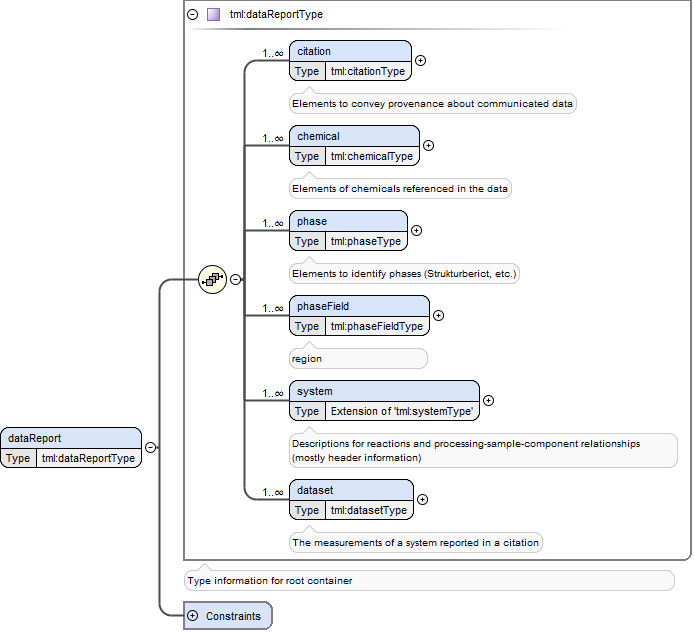 tml:dataReportType
1..∞
citation
Type tml:citationType
Elements to convey provenance about communicated data
1..∞
chemical
Type tml:chemicalType
Elements of chemicals referenced in the data
1..∞
phase
Type tml:phaseType
Elements to identify phases (Strukturberict, etc.)
1..∞
phaseField
Type tml:phaseFieldType
region
1..∞
system
Type Extension of 'tml:systemType'
Descriptions for reactions and processing-sample-component relationships
(mostly header information)
dataReport
Type tml:dataReportType
1..∞
dataset
Type tml:datasetType
The measurements of a system reported in a citation
Type information for root container
Constraints